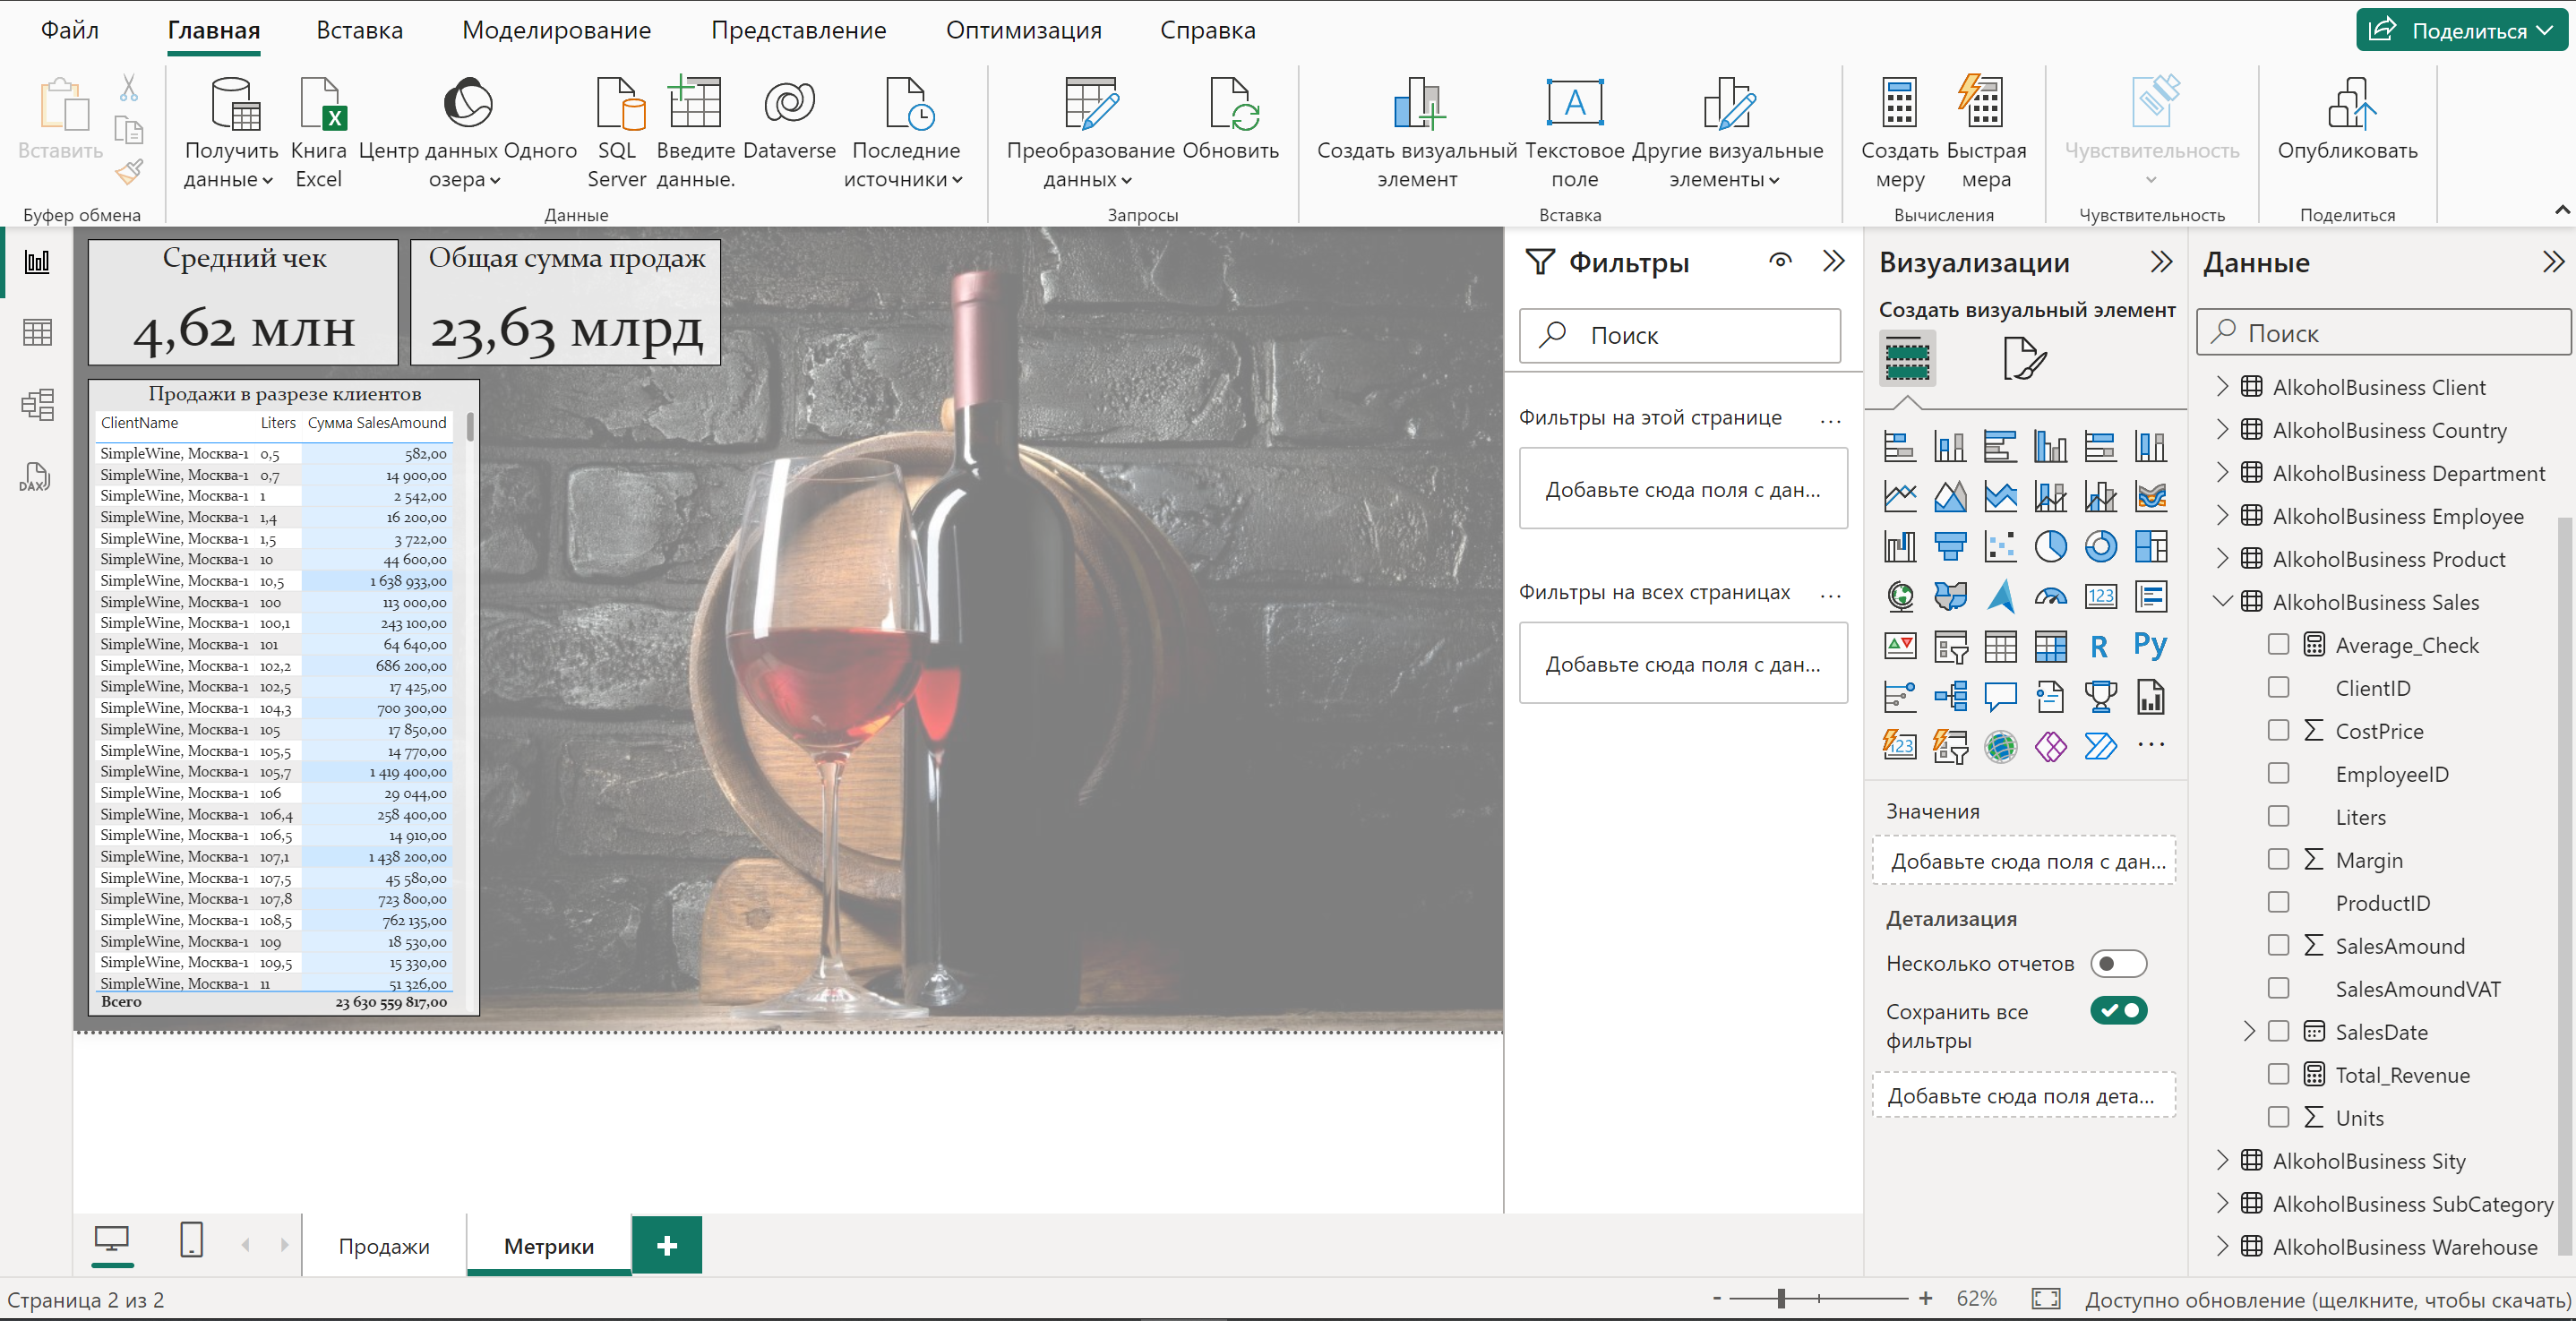 Файл Главная Вставка Моделирование Представление Оптимизация Справка Поделиться
Вставить
Буфер обмена
Получить данные
Книга Excel
Центр данных Одного озера
SQL Server
Введите данные.
Dataverse
Последние источники
Данные
Преобразование данных
Обновить
Запросы
Создать визуальный элемент
Текстовое поле
Другие визуальные элементы
Вставка
Создать меру
Быстрая мера
Вычисления
Чувствительность
Чувствительность
Опубликовать
Поделиться
DAX
Средний чек
4,62 млн
Общая сумма продаж
23,63 млрд
Продажи в разрезе клиентов
ClientName Liters Сумма SalesAmound
SimpleWine, Москва-1 0,5 582,00
SimpleWine, Москва-1 0,7 14 900,00
SimpleWine, Москва-1 1 2 542,00
SimpleWine, Москва-1 1,4 16 200,00
SimpleWine, Москва-1 1,5 3 722,00
SimpleWine, Москва-1 10 44 600,00
SimpleWine, Москва-1 10,5 1 638 933,00
SimpleWine, Москва-1 100 113 000,00
SimpleWine, Москва-1 100,1 243 100,00
SimpleWine, Москва-1 101 64 640,00
SimpleWine, Москва-1 102,2 686 200,00
SimpleWine, Москва-1 102,5 17 425,00
SimpleWine, Москва-1 104,3 700 300,00
SimpleWine, Москва-1 105 17 850,00
SimpleWine, Москва-1 105,5 14 770,00
SimpleWine, Москва-1 105,7 1 419 400,00
SimpleWine, Москва-1 106 29 044,00
SimpleWine, Москва-1 106,4 258 400,00
SimpleWine, Москва-1 106,5 14 910,00
SimpleWine, Москва-1 107,1 1 438 200,00
SimpleWine, Москва-1 107,5 45 580,00
SimpleWine, Москва-1 107,8 723 800,00
SimpleWine, Москва-1 108,5 762 135,00
SimpleWine, Москва-1 109 18 530,00
SimpleWine, Москва-1 109,5 15 330,00
SimpleWine, Москва-1 11 51 326,00
Всего 23 630 559 817,00
Фильтры
Поиск
Фильтры на этой странице ...
Добавьте сюда поля с дан...
Фильтры на всех страницах ...
Добавьте сюда поля с дан...
Визуализации
Создать визуальный элемент
123
R Py
123
...
Значения
Добавьте сюда поля с дан...
Детализация
Несколько отчетов
Сохранить все
фильтры
Добавьте сюда поля дета...
Данные
Поиск
AlkoholBusiness Client
AlkoholBusiness Country
AlkoholBusiness Department
AlkoholBusiness Employee
AlkoholBusiness Product
AlkoholBusiness Sales
Average_Check
ClientID
CostPrice
EmployeeID
Liters
Margin
ProductID
SalesAmound
SalesAmoundVAT
SalesDate
Total_Revenue
Units
AlkoholBusiness Sity
AlkoholBusiness SubCategory
AlkoholBusiness Warehouse
Продажи Метрики +
Страница 2 из 2 - + 62% Доступно обновление (щелкните, чтобы скачать)